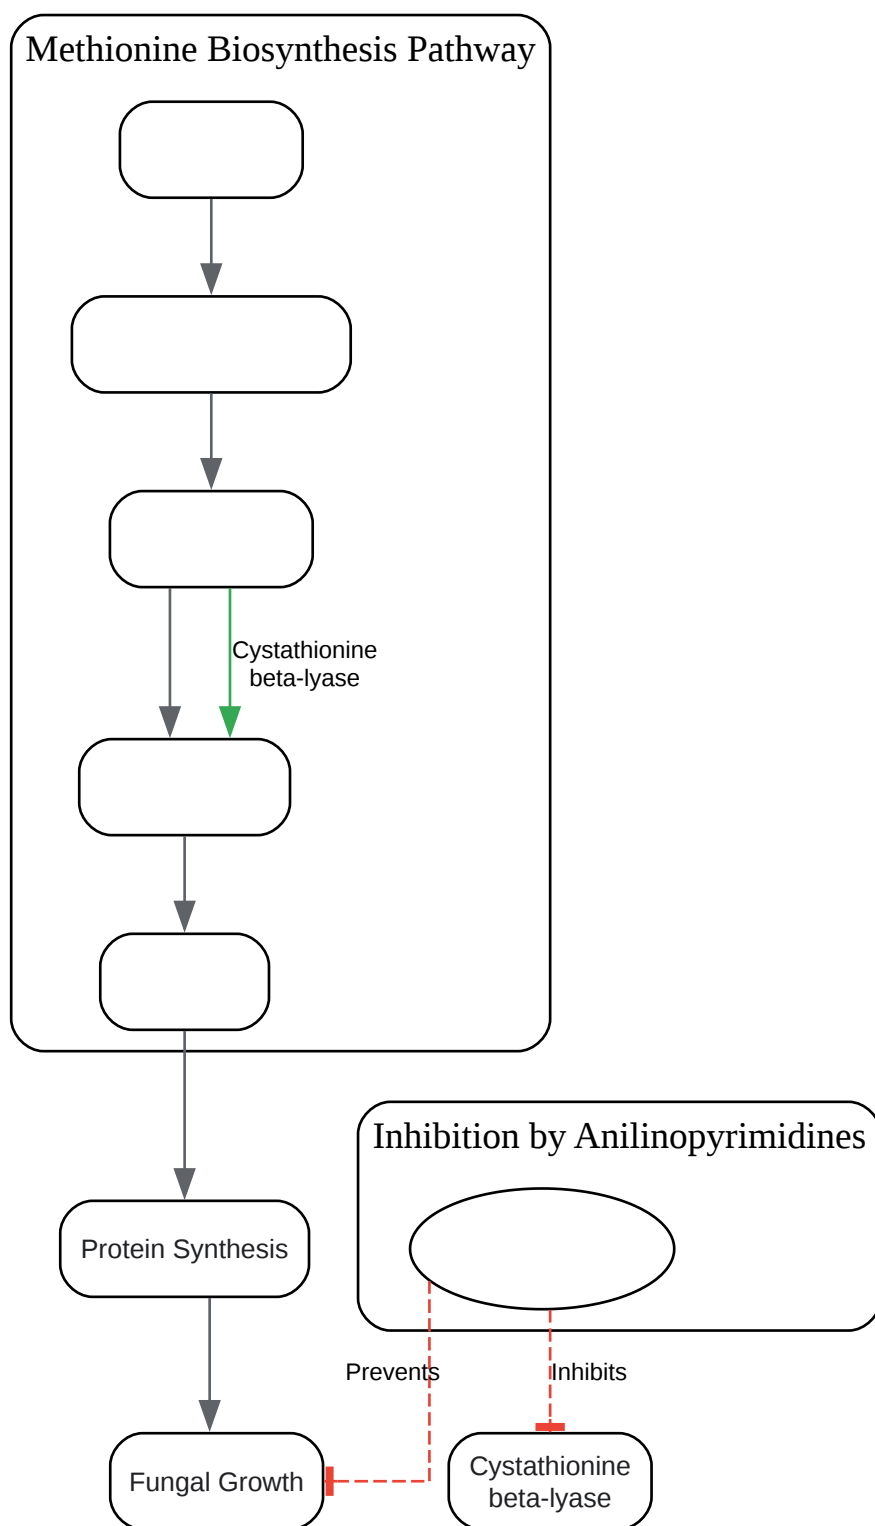 Methionine Biosynthesis Pathway
Cystathionine
beta-lyase
Inhibition by Anilinopyrimidines
Protein Synthesis
Prevents
Inhibits
Fungal Growth
Cystathionine
beta-lyase